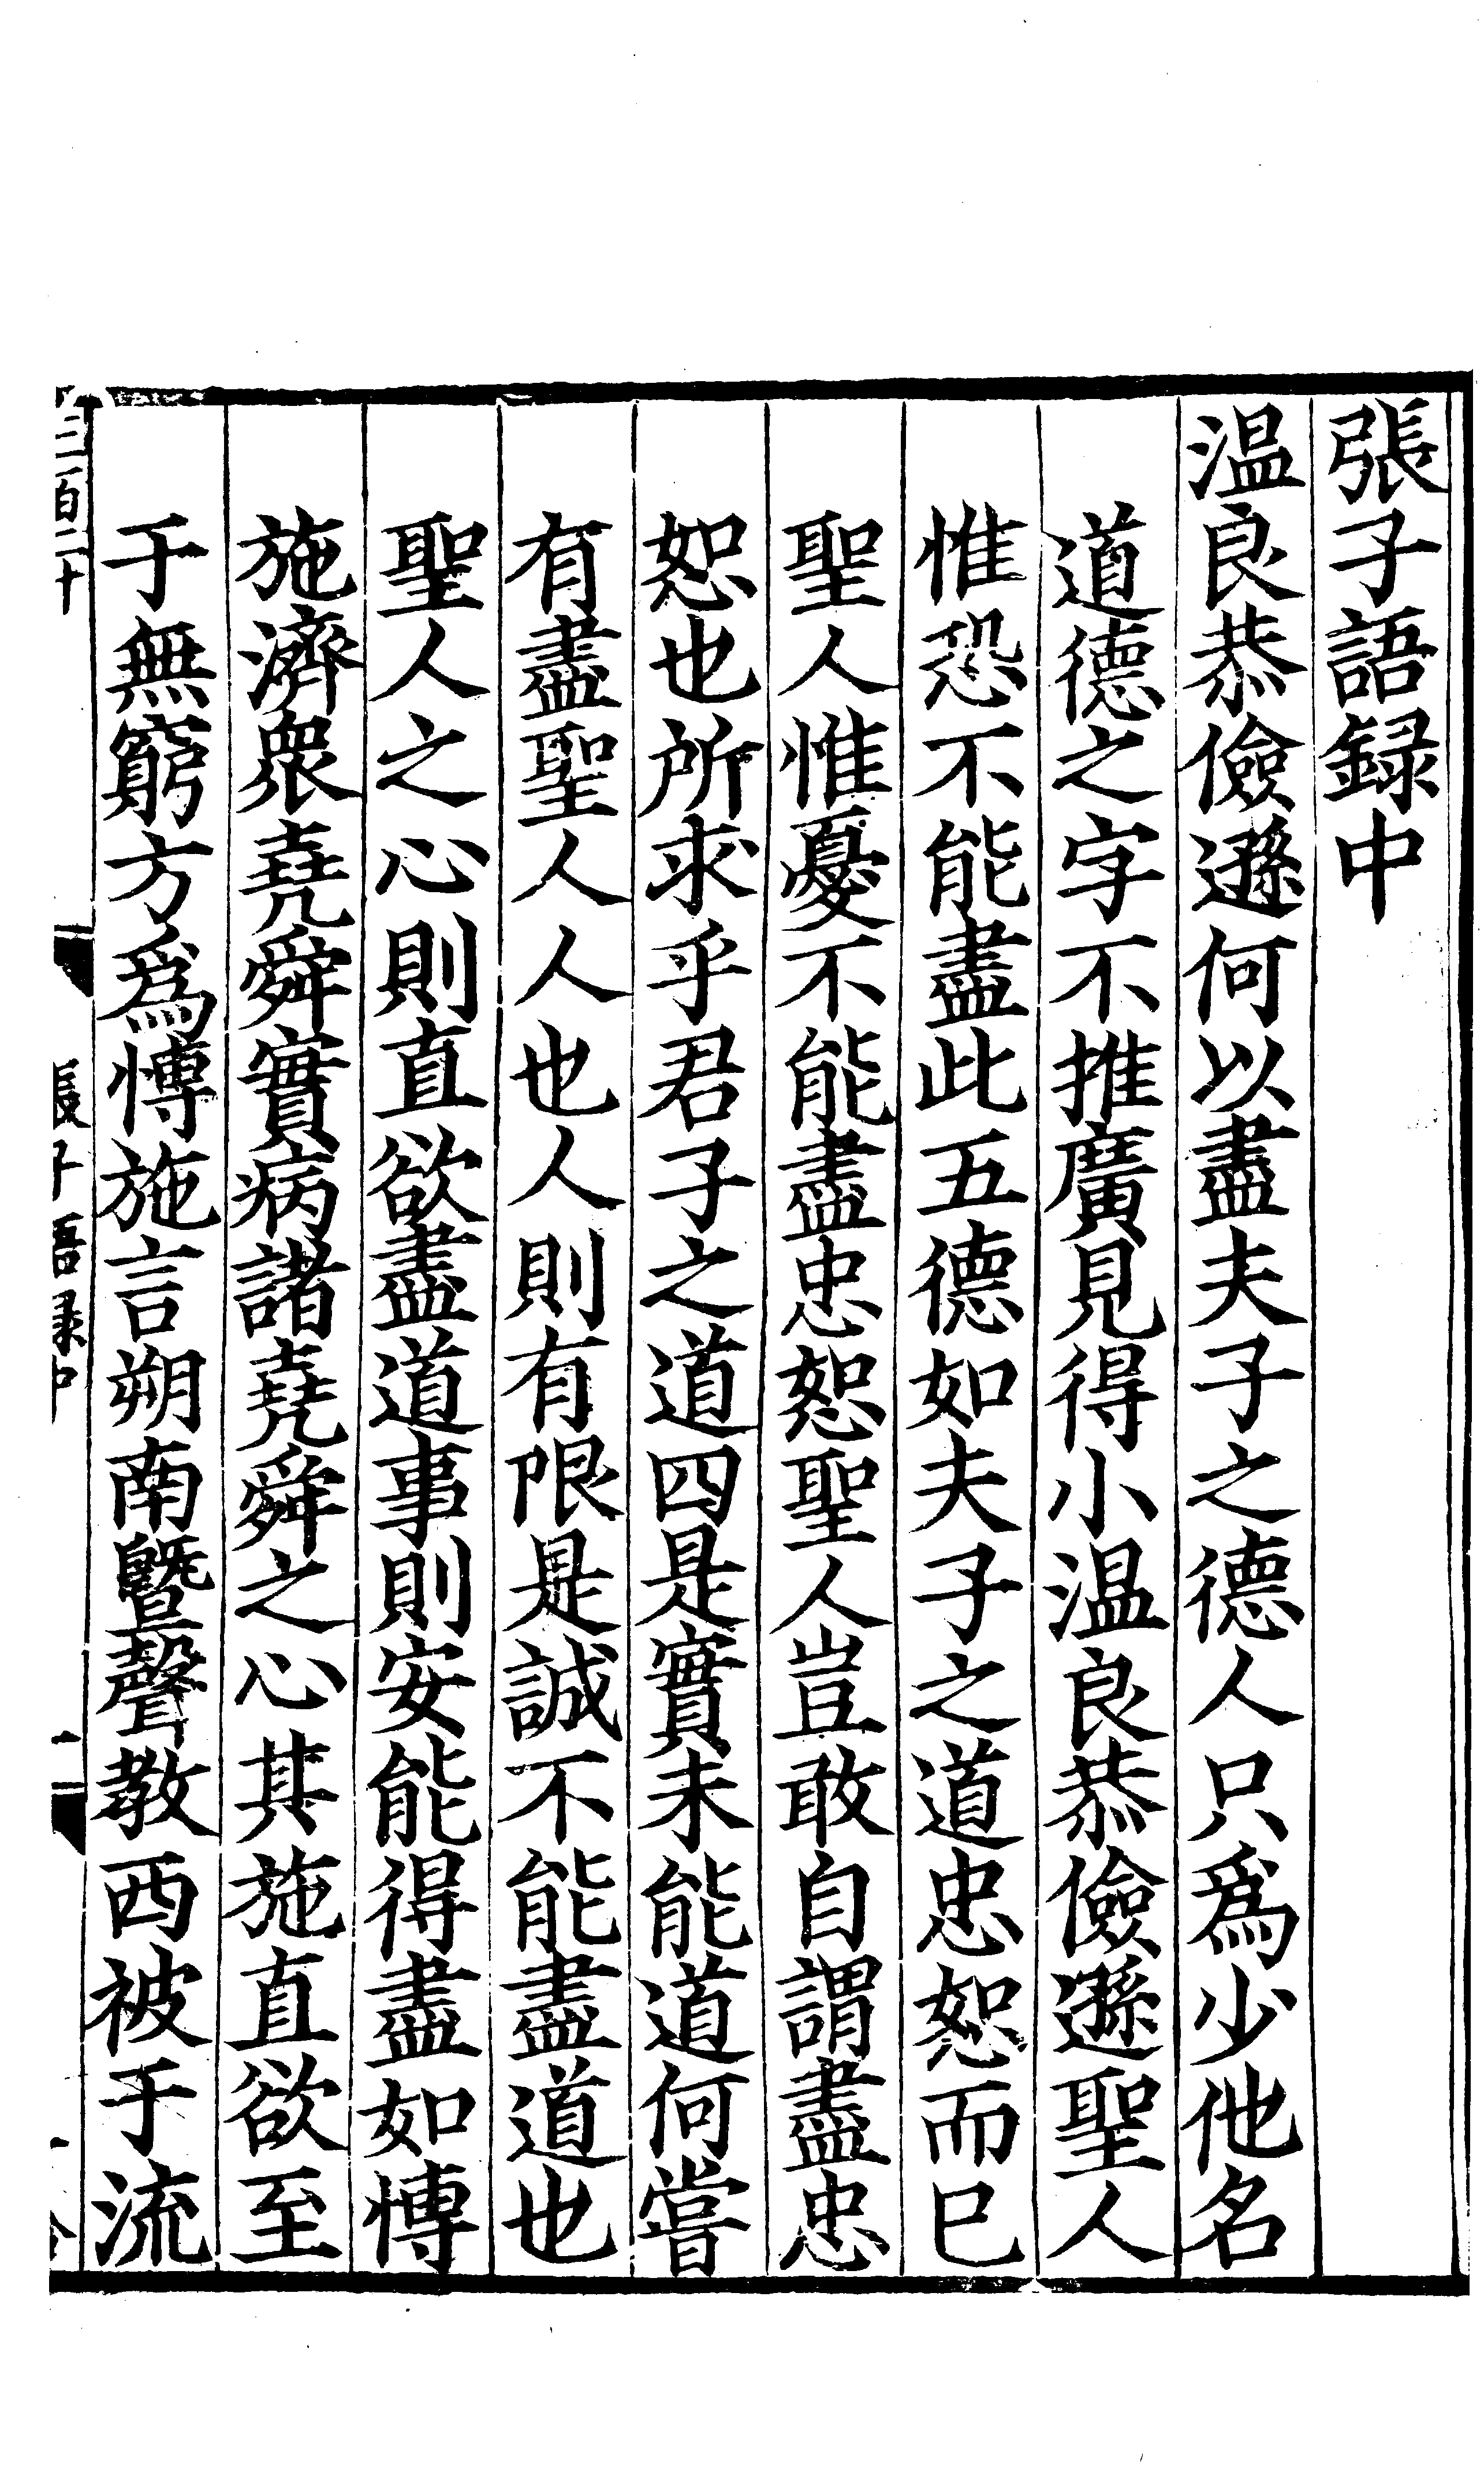 張子語録中
温良恭儉遜何以盡夫子之德人只爲少他名
道德之字不推廣見得小温良恭儉遜聖人
惟恐不能盡此五德如夫子之道忠恕而已
聖人惟憂不能盡忠恕聖人豈敢自謂盡忠
恕也所求乎君子之道四是實未能道何嘗
有盡聖人人也人則有限是誠不能盡道也
聖人之心則直欲盡道事則安能得盡如博
施濟衆堯舜實病諸堯舜之心其施直欲至
于無窮方爲博施言朔南曁聲教西被于流
三百二十
張子語録中
一